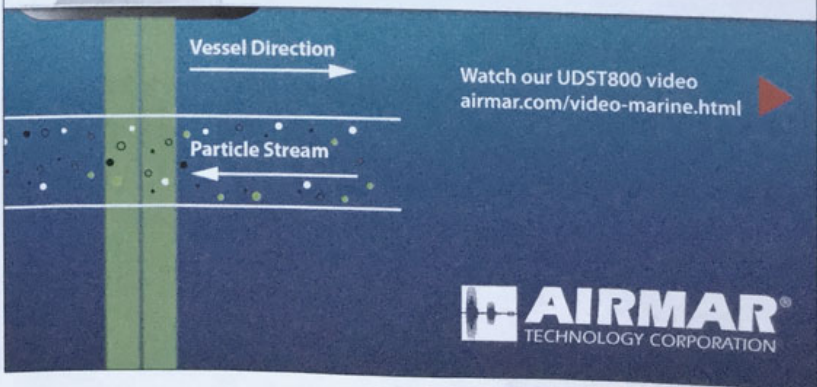 Vessel Direction
Particle Stream
Watch our UDST800 video
airmar.com/video-marine.html
AIRMAR®
TECHNOLOGY CORPORATION